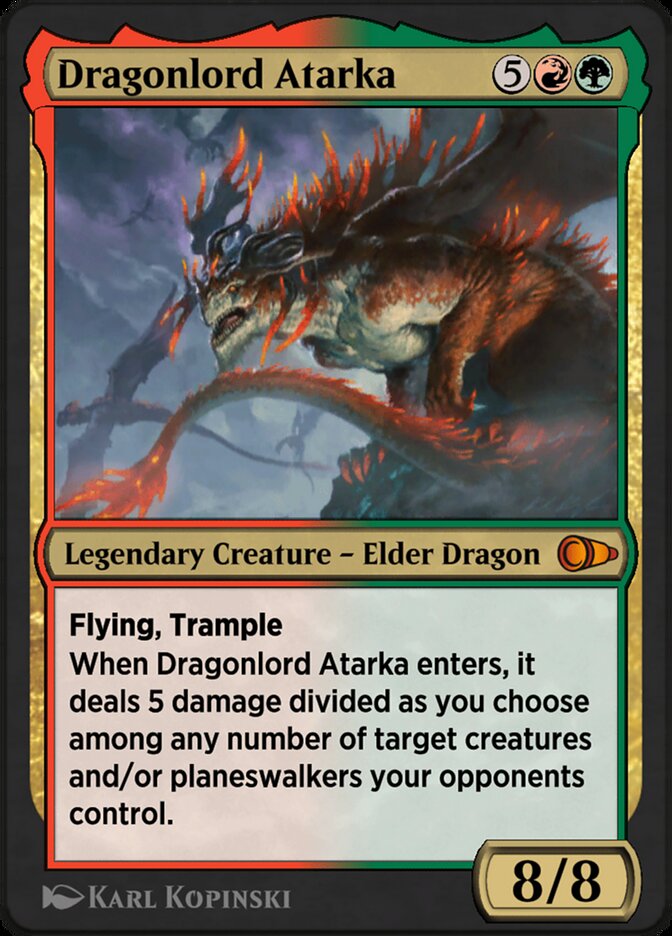 Dragonlord Atarka 5
Legendary Creature – Elder Dragon
Flying, Trample
When Dragonlord Atarka enters, it
deals 5 damage divided as you choose
among any number of target creatures
and/or planeswalkers your opponents
control.
8/8
Karl Kopinski